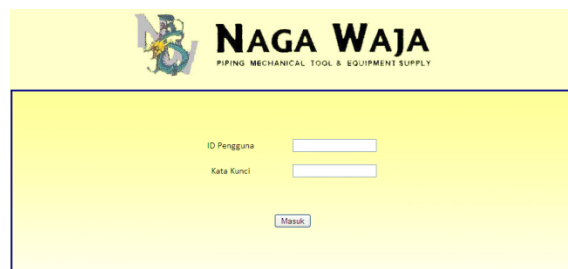 NAGA WAJA
PIPING MECHANICAL TOOL & EQUIPMENT SUPPLY
ID Pengguna
Kata Kunci
Masuk